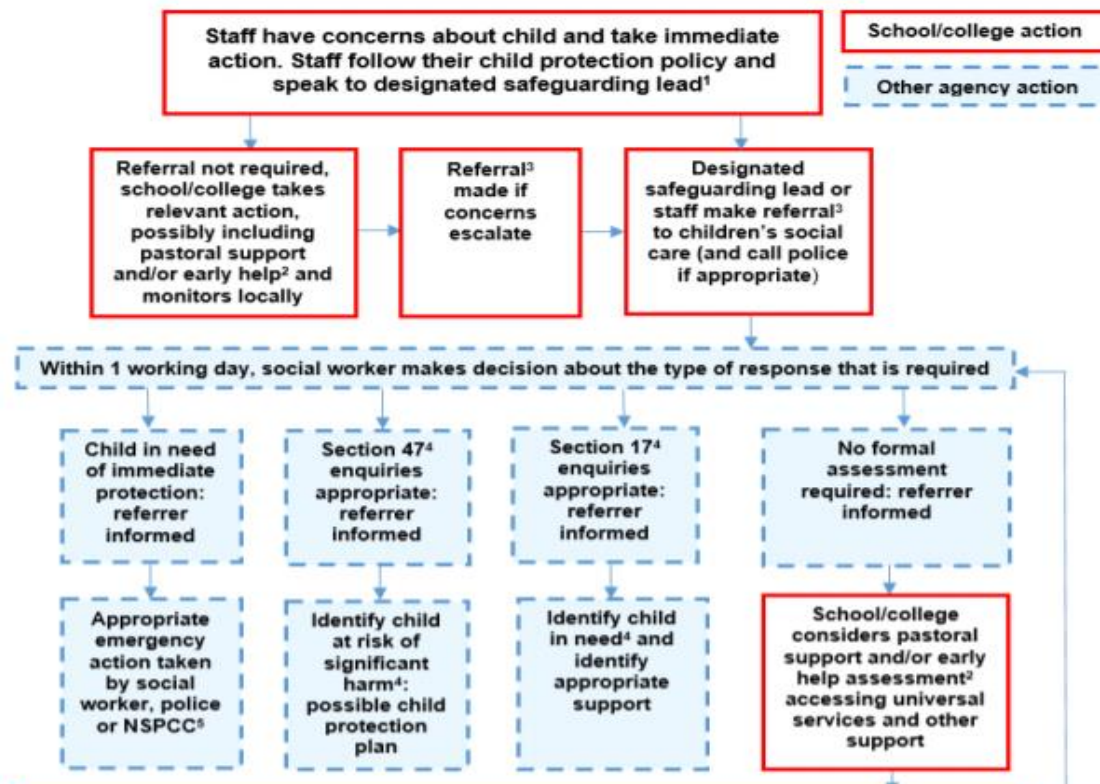 Staff have concerns about child and take immediate
action. Staff follow their child protection policy and
speak to designated safeguarding lead¹
School/college action
Other agency action
Referral not required,
school/college takes
relevant action,
possibly including
pastoral support
and/or early help² and
monitors locally
Referral³
made if
concerns
escalate
Designated
safeguarding lead or
staff make referral³
to children's social
care (and call police
if appropriate)
Within 1 working day, social worker makes decision about the type of response that is required
Child in need
of immediate
protection:
referrer
informed
Section 47⁴
enquiries
appropriate:
referrer
informed
Section 17⁴
enquiries
appropriate:
referrer
informed
No formal
assessment
required: referrer
informed
Appropriate
emergency
action taken
by social
worker, police
or NSPCC⁵
Identify child
at risk of
significant
harm⁴:
possible child
protection
plan
Identify child
in need⁴ and
identify
appropriate
support
School/college
considers pastoral
support and/or early
help assessment²
accessing universal
services and other
support